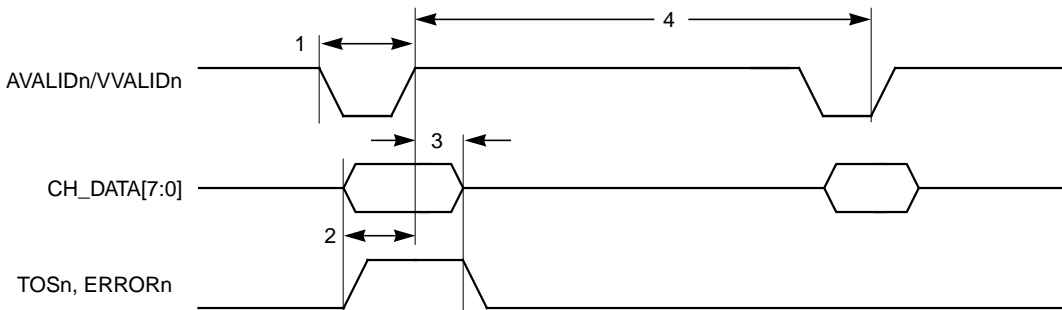 4
1
AVALIDn/VVALIDn
3
CH_DATA[7:0]
2
TOSn, ERRORn